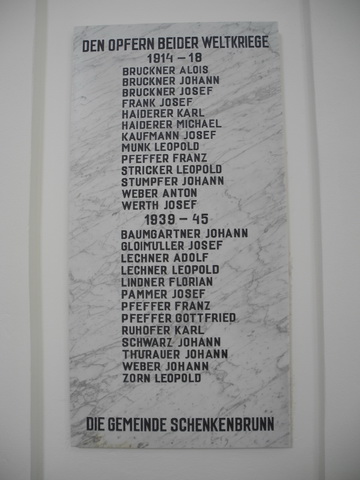 DEN OPFERN BEIDER WELTKRIEGE
1914 – 18
BRUCKNER ALOIS
BRUCKNER JOHANN
BRUCKNER JOSEF
FRANK JOSEF
HAIDERER KARL
HAIDERER MICHAEL
KAUFMANN JOSEF
MUNK LEOPOLD
PFEFFER FRANZ
STRICKER LEOPOLD
STUMPFER JOHANN
WEBER ANTON
WERTH JOSEF
1939 – 45
BAUMGARTNER JOHANN
GLOIMÜLLER JOSEF
LECHNER ADOLF
LECHNER LEOPOLD
LINDNER FLORIAN
PAMMER JOSEF
PFEFFER FRANZ
PFEFFER GOTTFRIED
RUHOFER KARL
SCHWARZ JOHANN
THURAUER JOHANN
WEBER JOHANN
ZORN LEOPOLD
DIE GEMEINDE SCHENKENBRUNN